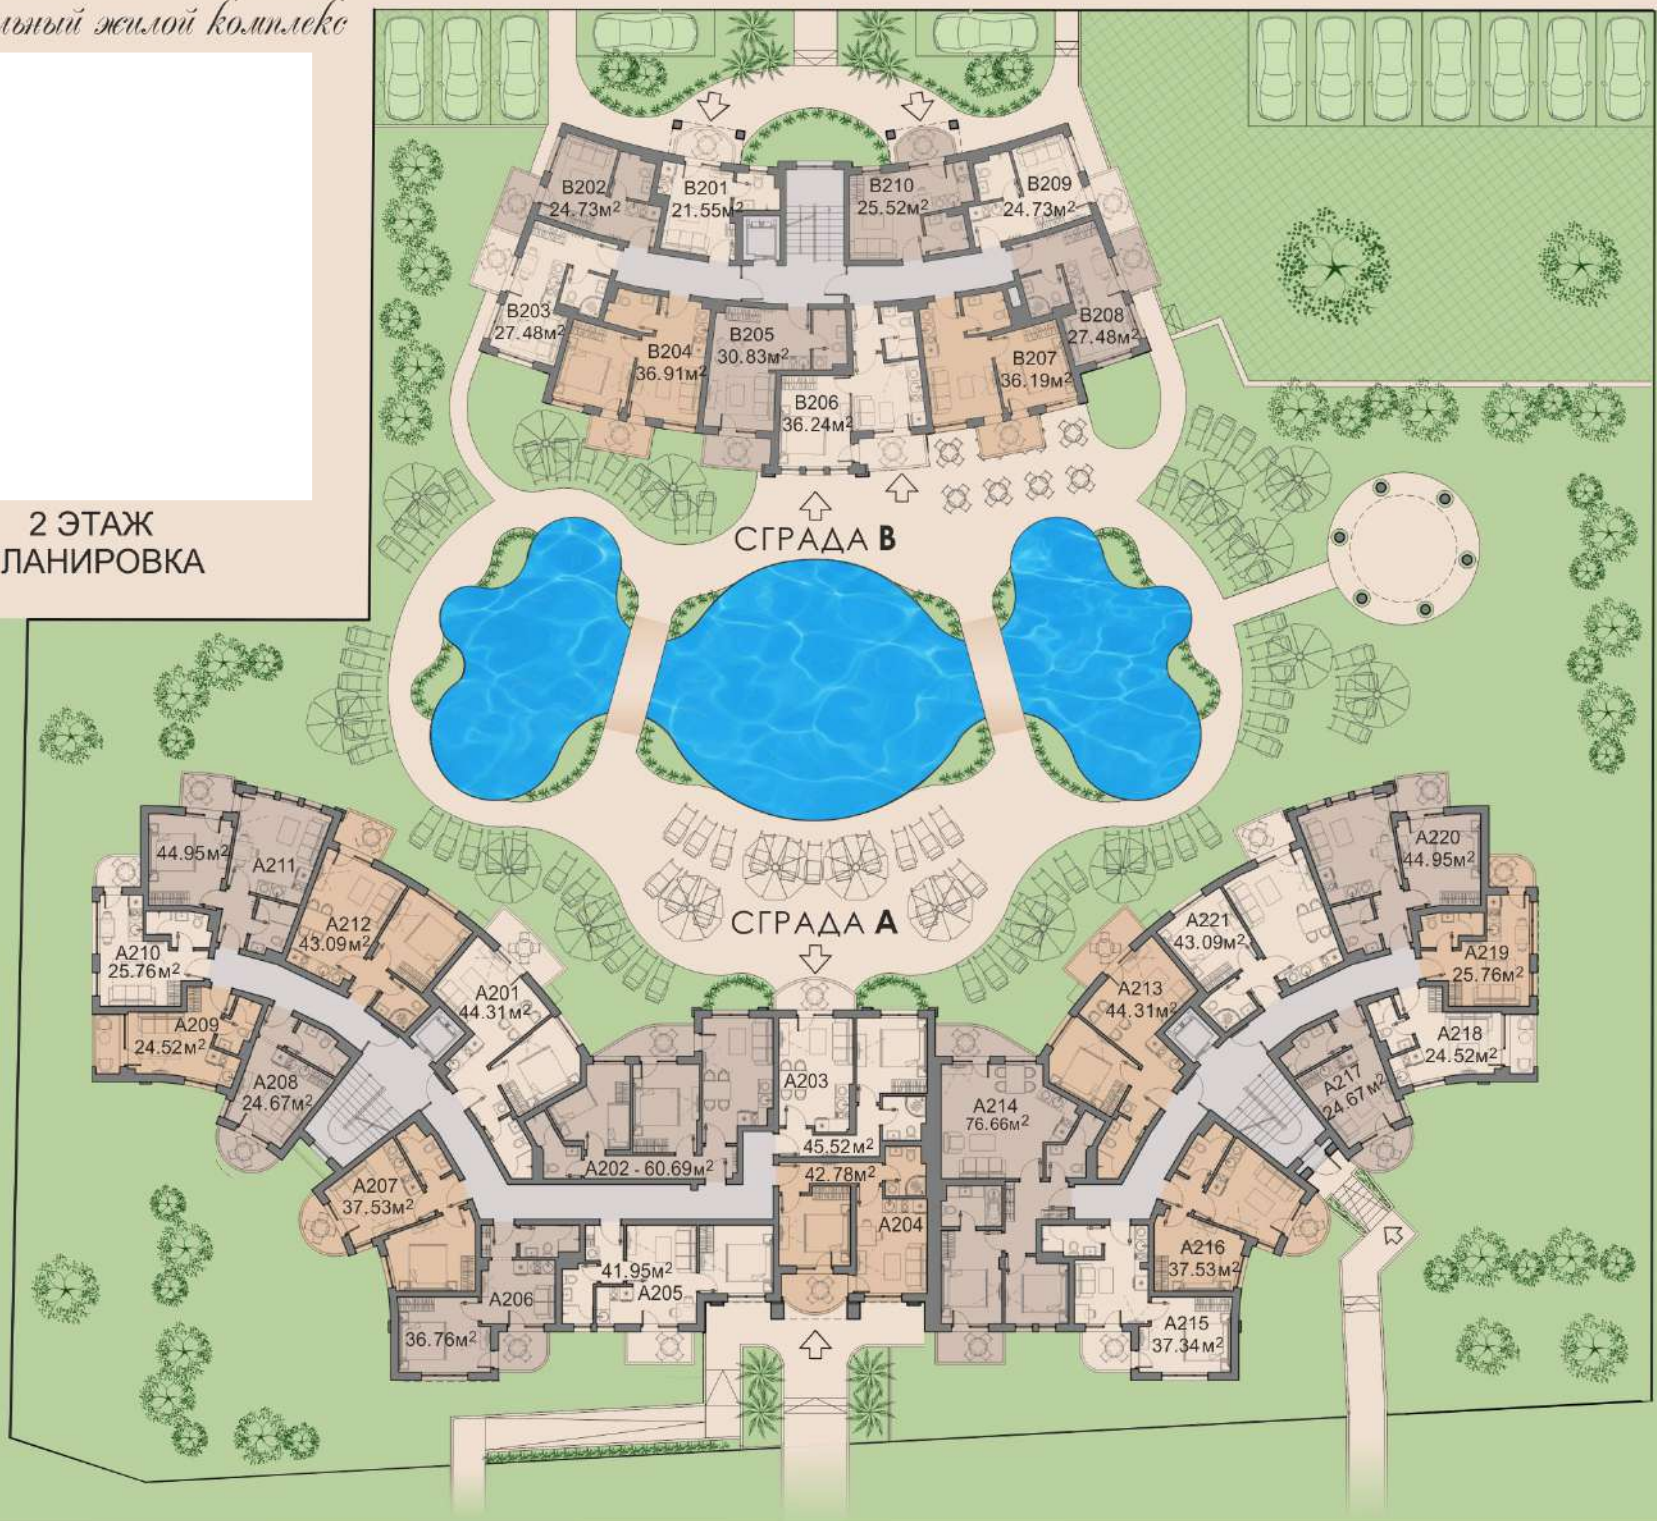 льный жилой комплекс
2 ЭТАЖ
ЛАНИРОВКА
B202
24.73м²
B201
21.55м²
B210
25.52м²
B209
24.73м²
B203
27.48м²
B204
36.91м²
B205
30.83м²
B206
36.24м²
B207
36.19м²
B208
27.48м²
СГРАДА B
СГРАДА A
44.95м²
A211
A212
43.09м²
A210
25.76м²
A201
44.31м²
A209
24.52м²
A208
24.67м²
A207
37.53м²
A202 - 60.69м²
A203
45.52м²
42.78м²
A204
41.95м²
A205
A206
36.76м²
A220
44.95м²
A221
43.09м²
A219
25.76м²
A213
44.31м²
A218
24.52м²
A217
24.67м²
A214
76.66м²
A216
37.53м²
A215
37.34м²